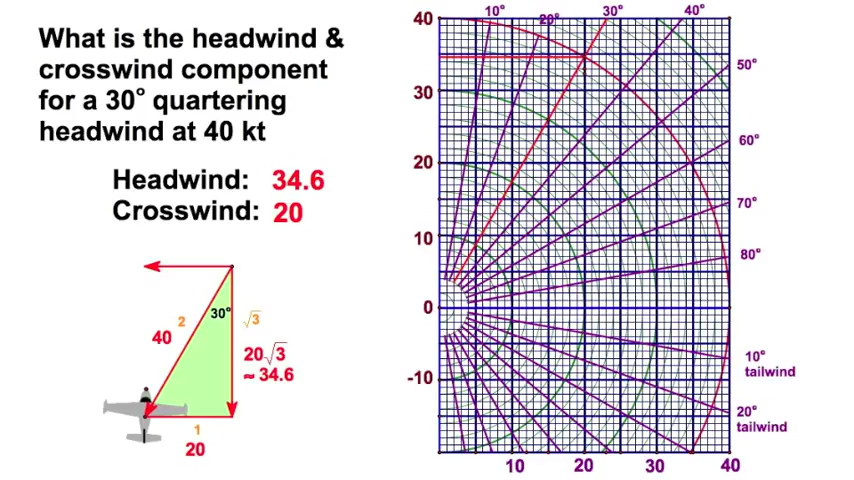 What is the headwind &
crosswind component
for a 30° quartering
headwind at 40 kt
Headwind: 34.6
Crosswind: 20
30°
2
√3
40
20√3
≈ 34.6
1
20
10° 20° 30° 40°
50°
60°
70°
80°
10°
tailwind
20°
tailwind
40
30
20
10
0
-10
10 20 30 40